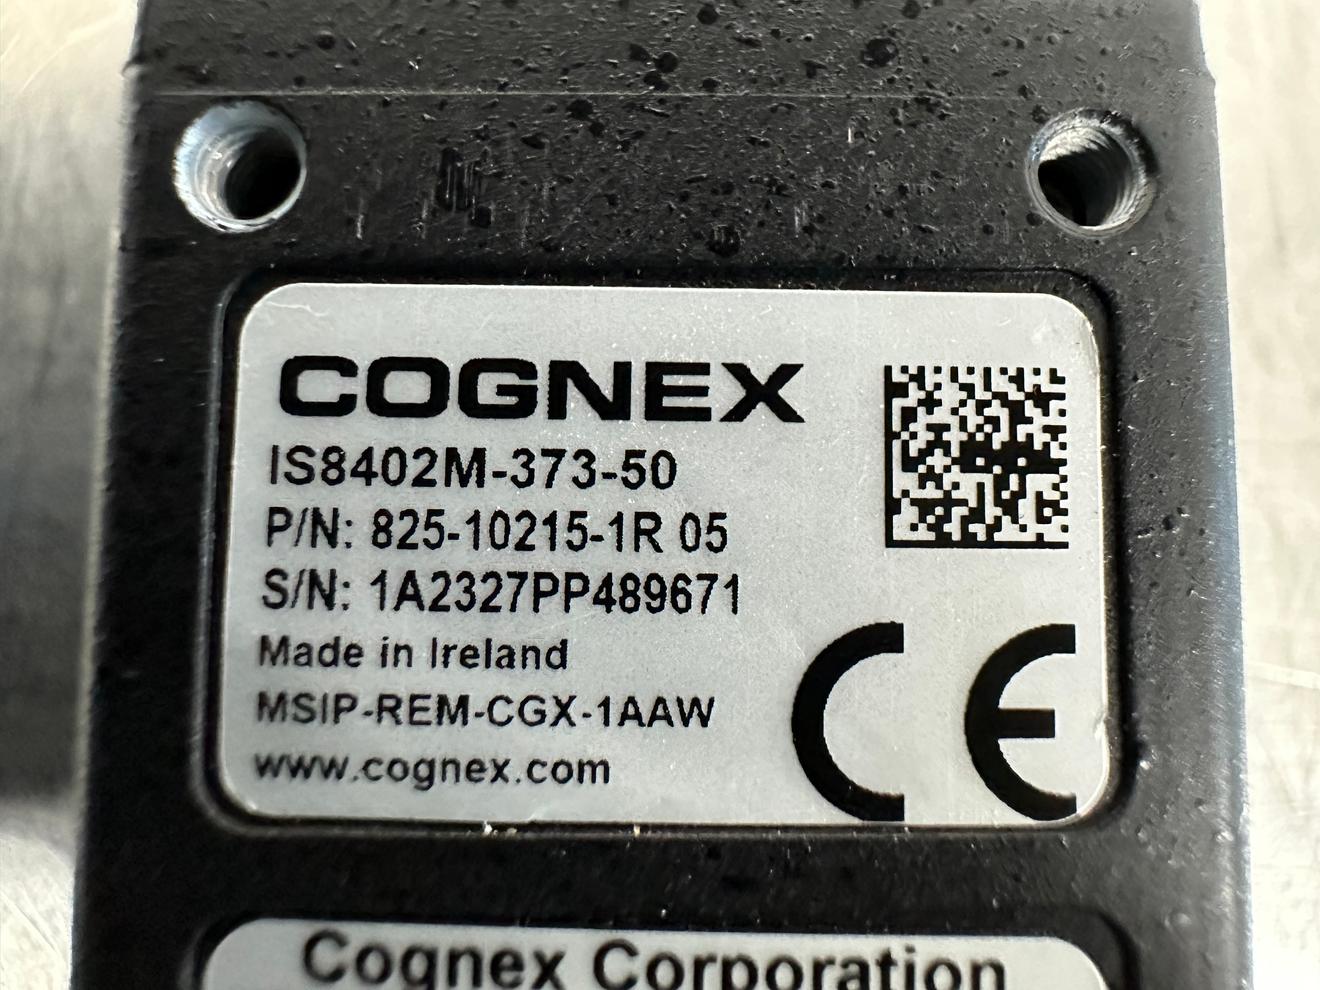 COGNEX
IS8402M-373-50
P/N: 825-10215-1R 05
S/N: 1A2327PP489671
Made in Ireland
MSIP-REM-CGX-1AAW
www.cognex.com
CE
Cognex Corporation